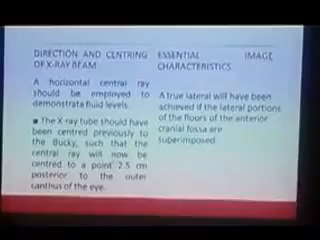 DIRECTION AND CENTRING
OF X-RAY BEAM
A horizontal central ray
should be employed to
demonstrate fluid levels.
▪ The X-ray tube should have
been centred previously to
the Bucky, such that the
central ray will now be
centred to a point 2.5 cm
posterior to the outer
canthus of the eye.
ESSENTIAL IMAGE
CHARACTERISTICS
A true lateral will have been
achieved if the lateral portions
of the floors of the anterior
cranial fossa are
superimposed.